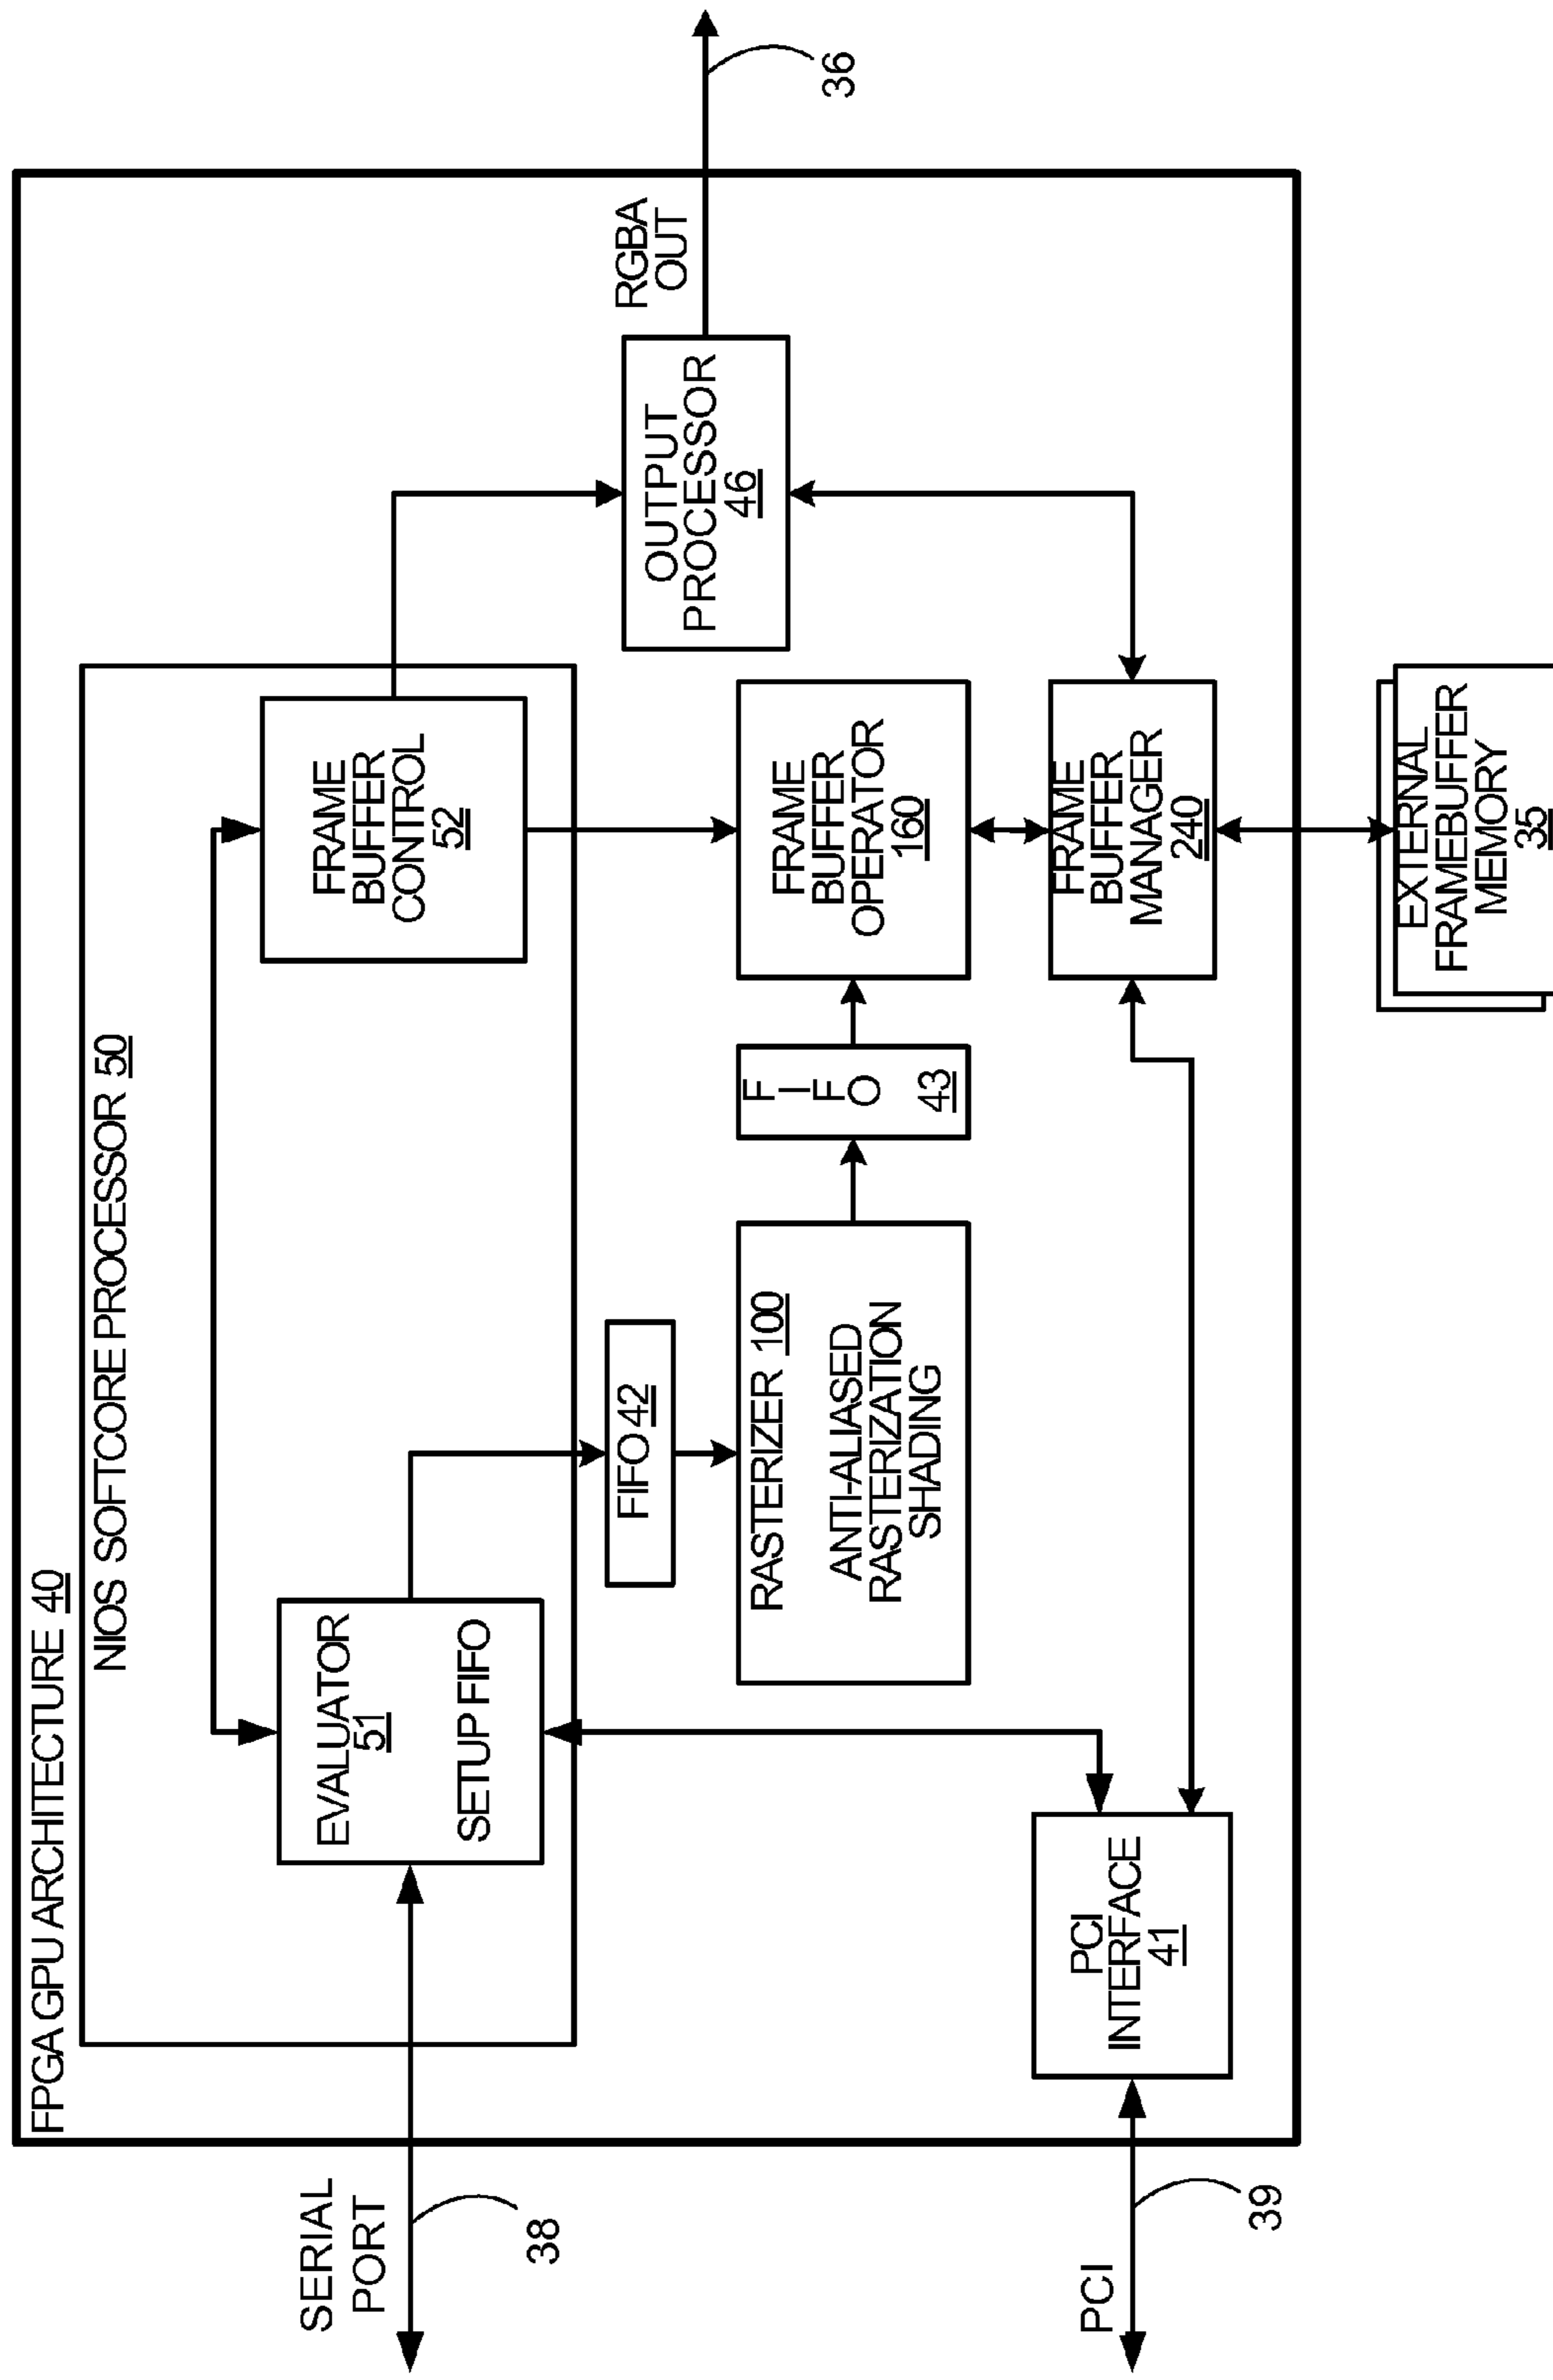 FPGA GPU ARCHITECTURE 40
NIOS SOFTCORE PROCESSOR 50
SERIAL
PORT
38
EVALUATOR
51
SETUP FIFO
FRAME
BUFFER
CONTROL
52
FIFO 42
RASTERIZER 100
ANTI-ALIASED
RASTERIZATION
SHADING
F
I
F
O
43
FRAME
BUFFER
OPERATOR
160
OUTPUT
PROCESSOR
46
RGBA
OUT
36
PCI
39
PCI
INTERFACE
41
FRAME
BUFFER
MANAGER
240
EXTERNAL
FRAMEBUFFER
MEMORY
35